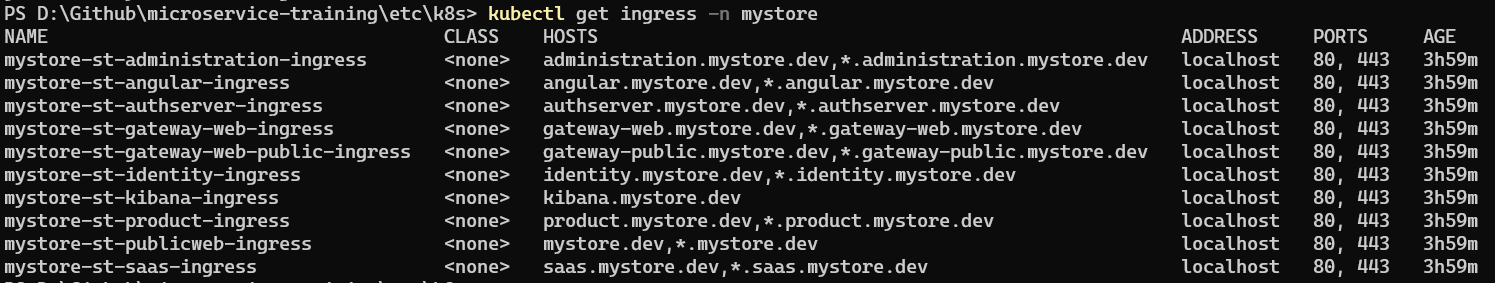 PS D:\Github\microservice-training\etc\k8s> kubectl get ingress -n mystore
NAME CLASS HOSTS ADDRESS PORTS AGE
mystore-st-administration-ingress <none> administration.mystore.dev,*.administration.mystore.dev localhost 80, 443 3h59m
mystore-st-angular-ingress <none> angular.mystore.dev,*.angular.mystore.dev localhost 80, 443 3h59m
mystore-st-authserver-ingress <none> authserver.mystore.dev,*.authserver.mystore.dev localhost 80, 443 3h59m
mystore-st-gateway-web-ingress <none> gateway-web.mystore.dev,*.gateway-web.mystore.dev localhost 80, 443 3h59m
mystore-st-gateway-web-public-ingress <none> gateway-public.mystore.dev,*.gateway-public.mystore.dev localhost 80, 443 3h59m
mystore-st-identity-ingress <none> identity.mystore.dev,*.identity.mystore.dev localhost 80, 443 3h59m
mystore-st-kibana-ingress <none> kibana.mystore.dev localhost 80, 443 3h59m
mystore-st-product-ingress <none> product.mystore.dev,*.product.mystore.dev localhost 80, 443 3h59m
mystore-st-publicweb-ingress <none> mystore.dev,*.mystore.dev localhost 80, 443 3h59m
mystore-st-saas-ingress <none> saas.mystore.dev,*.saas.mystore.dev localhost 80, 443 3h59m